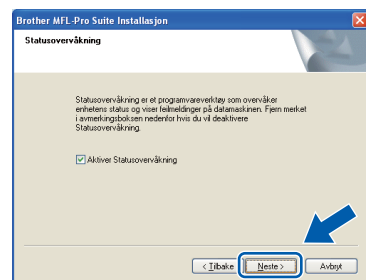 Brother MFL-Pro Suite Installasjon
Statusovervåkning
Statusovervåkning er et programvareverktøy som overvåker
enhetens status og viser feilmeldinger på datamaskinen. Fjern merket
i avmerkingsboksen nedenfor hvis du vil deaktivere
Statusovervåkning.
Aktiver Statusovervåkning
< Tilbake
Neste >
Avbryt